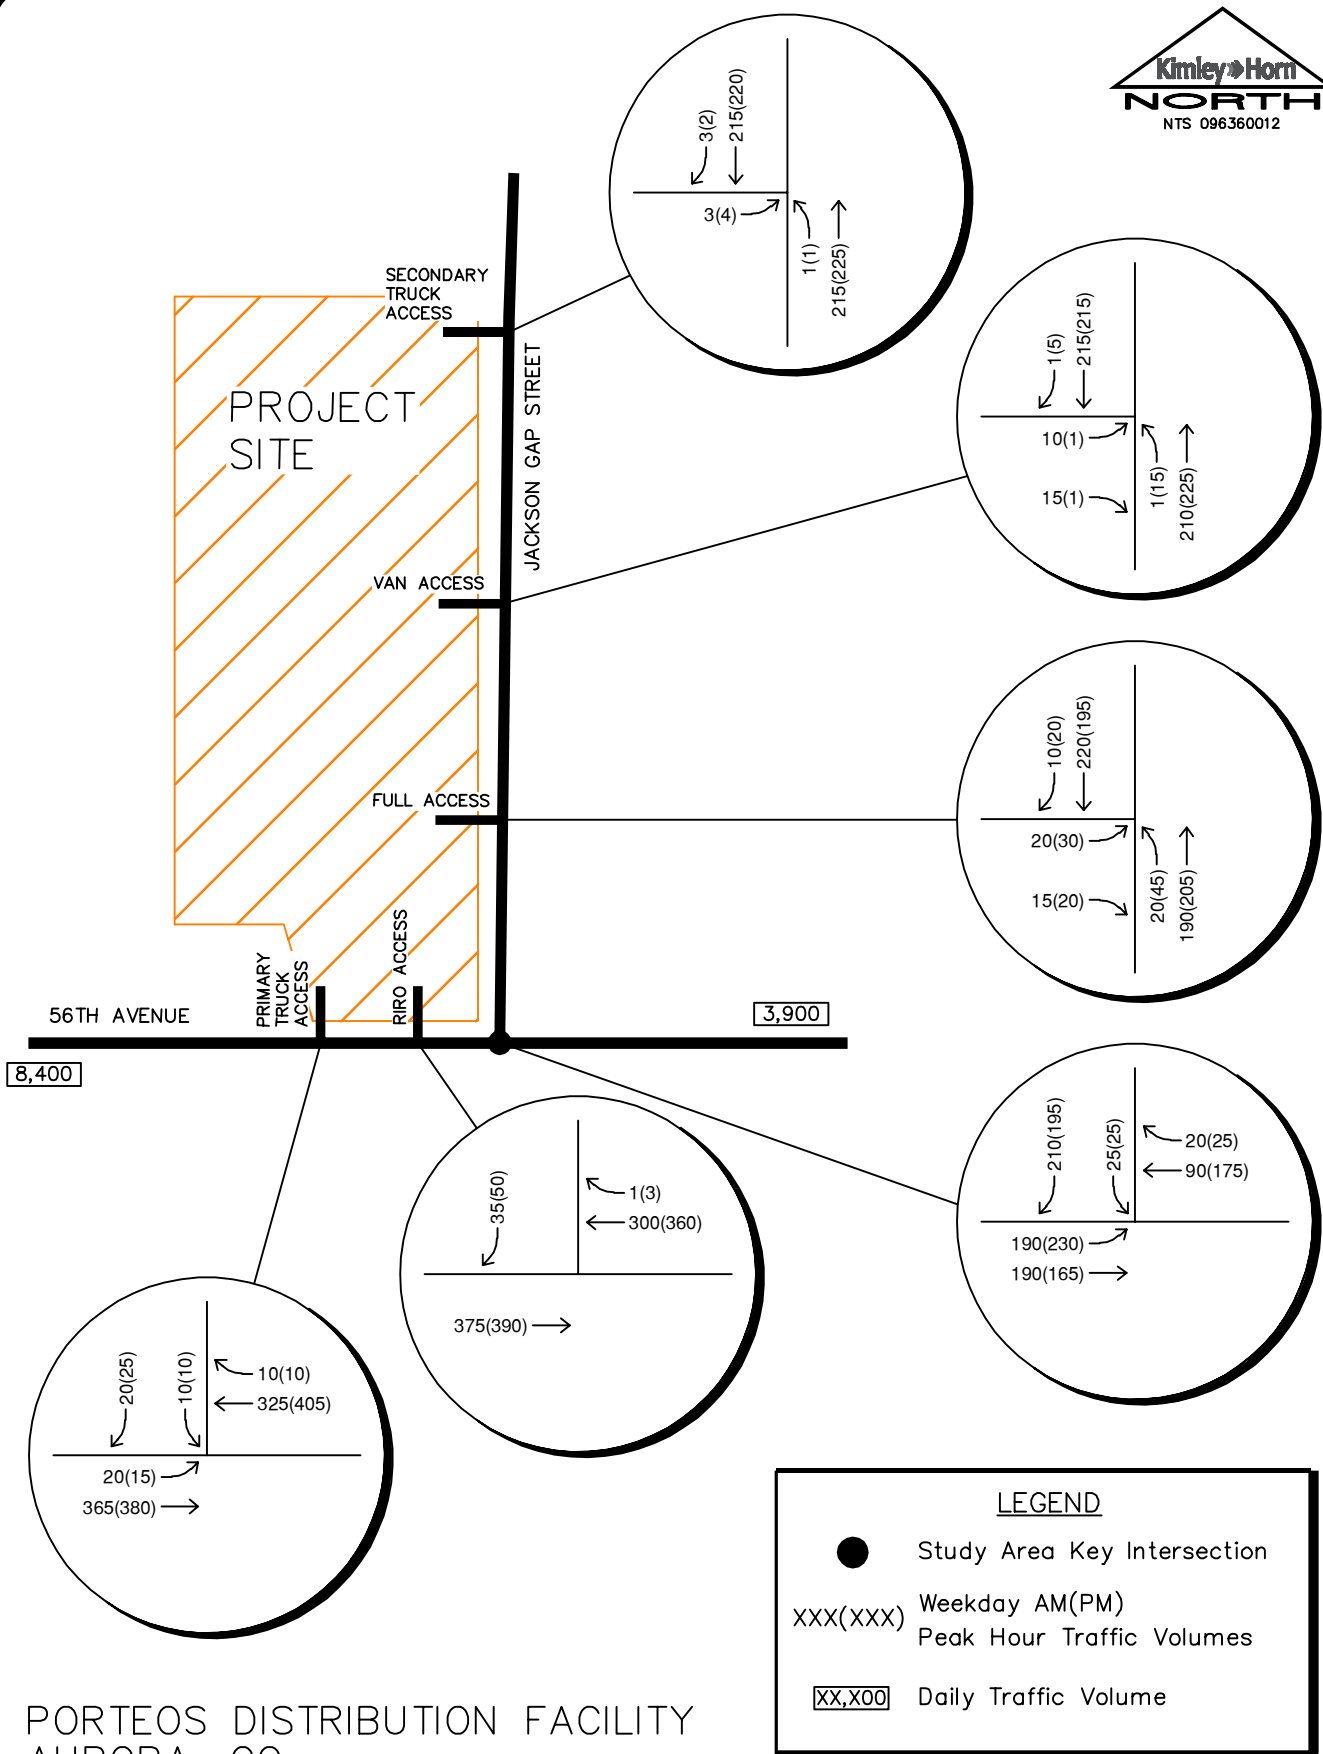 Kimley»Horn
NORTH
NTS 096360012
3(2)
215(220)
3(4)
1(1)
215(225)
SECONDARY
TRUCK
ACCESS
PROJECT
SITE
JACKSON GAP STREET
1(5)
215(215)
10(1)
15(1)
1(15)
210(225)
VAN ACCESS
FULL ACCESS
10(20)
220(195)
20(30)
15(20)
20(45)
190(205)
PRIMARY
TRUCK
ACCESS
RIRO ACCESS
56TH AVENUE
3,900
8,400
210(195)
25(25)
20(25)
90(175)
190(230)
190(165)
35(50)
1(3)
300(360)
375(390)
20(25)
10(10)
10(10)
325(405)
20(15)
365(380)
LEGEND
Study Area Key Intersection
XXX(XXX) Weekday AM(PM)
Peak Hour Traffic Volumes
XX,X00 Daily Traffic Volume
PORTEOS DISTRIBUTION FACILITY
AURORA, CO